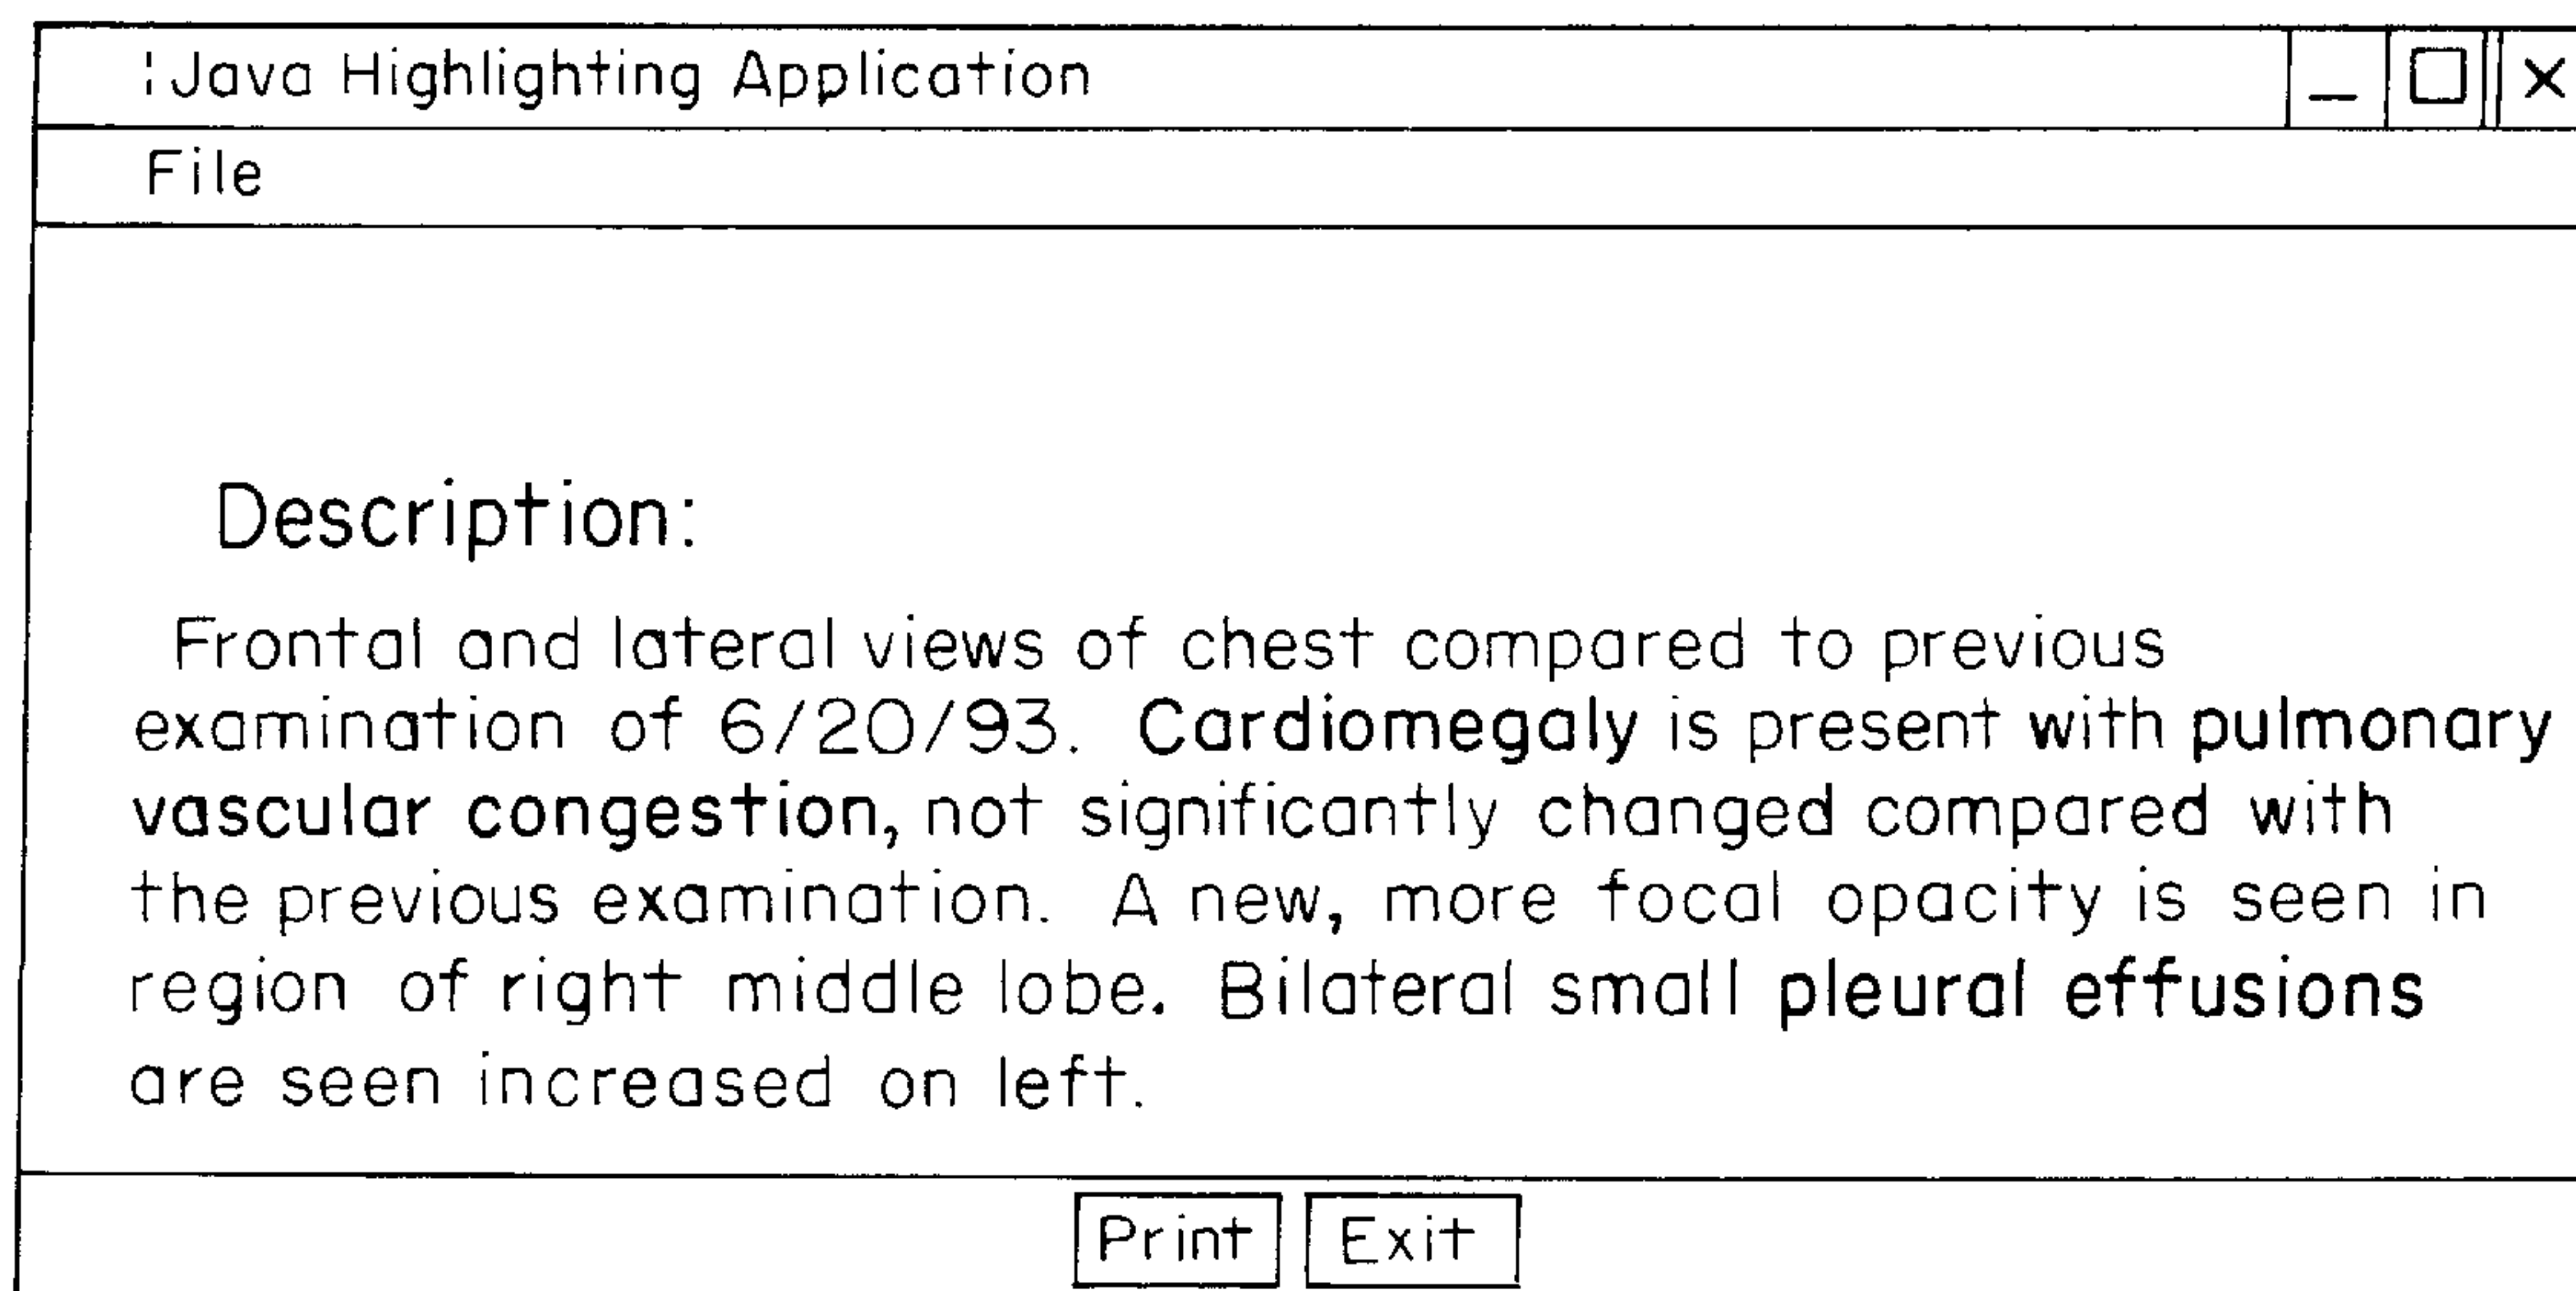 Java Highlighting Application
File
Description:
Frontal and lateral views of chest compared to previous
examination of 6/20/93. Cardiomegaly is present with pulmonary
vascular congestion, not significantly changed compared with
the previous examination. A new, more focal opacity is seen in
region of right middle lobe. Bilateral small pleural effusions
are seen increased on left.
Print Exit